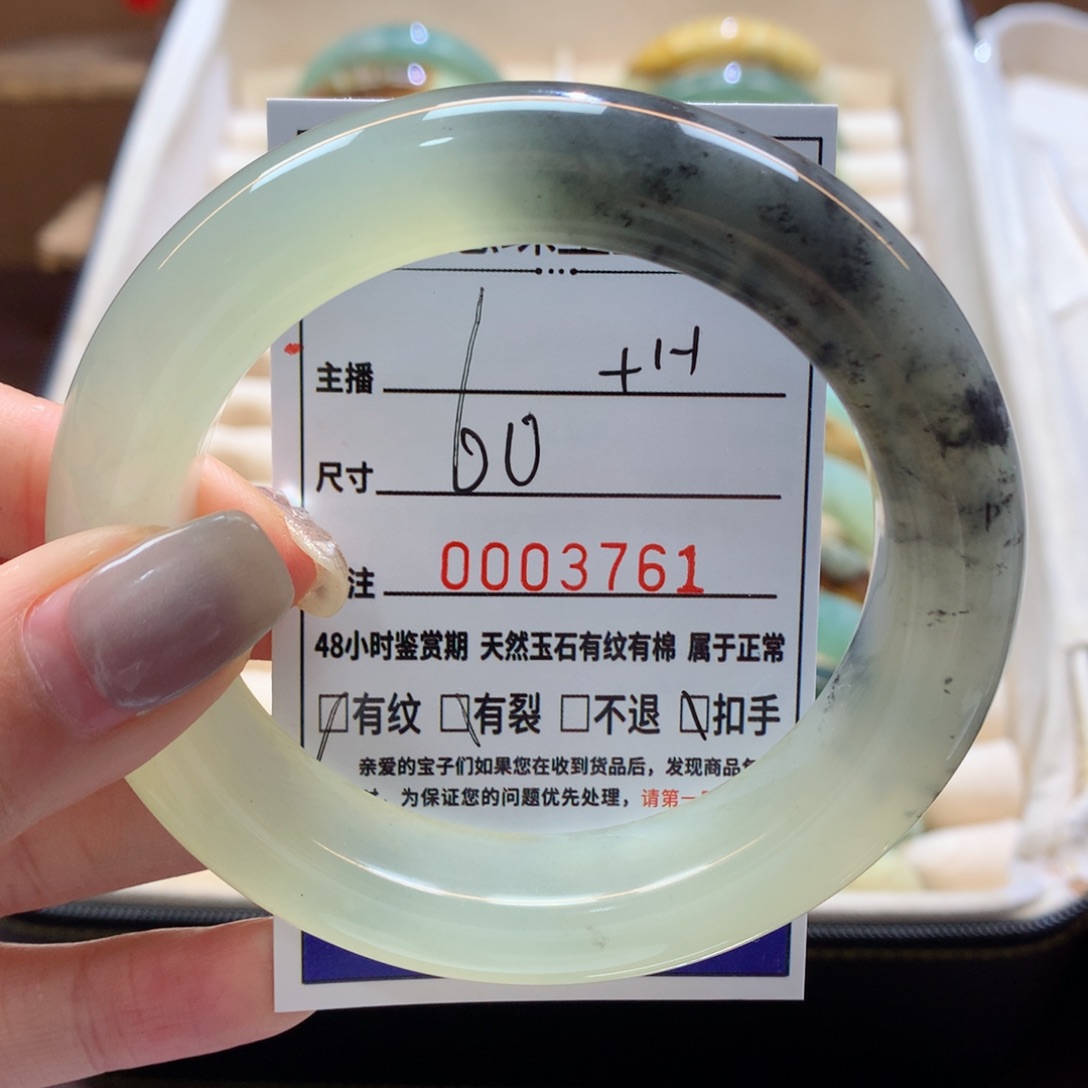 主播 +H
尺寸 60
注 0003761
48小时鉴赏期 天然玉石有纹有棉 属于正常
有纹 有裂 不退 扣手
亲爱的宝子们如果您在收到货品后，发现商品
为保证您的问题优先处理，请第一